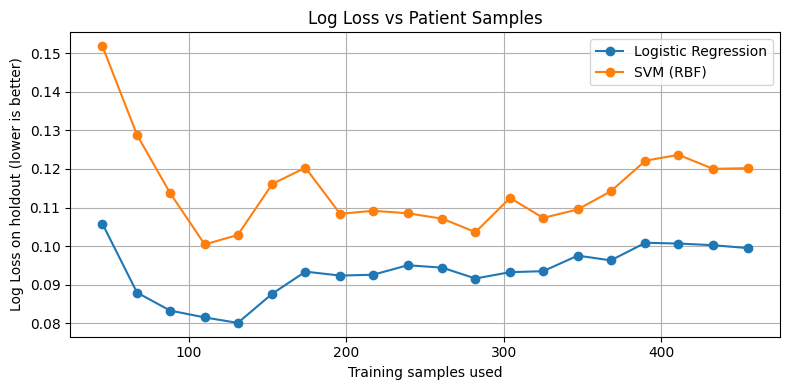 Log Loss vs Patient Samples
Log Loss on holdout (lower is better)
0.15
0.14
0.13
0.12
0.11
0.10
0.09
0.08
Logistic Regression
SVM (RBF)
100
200
300
400
Training samples used